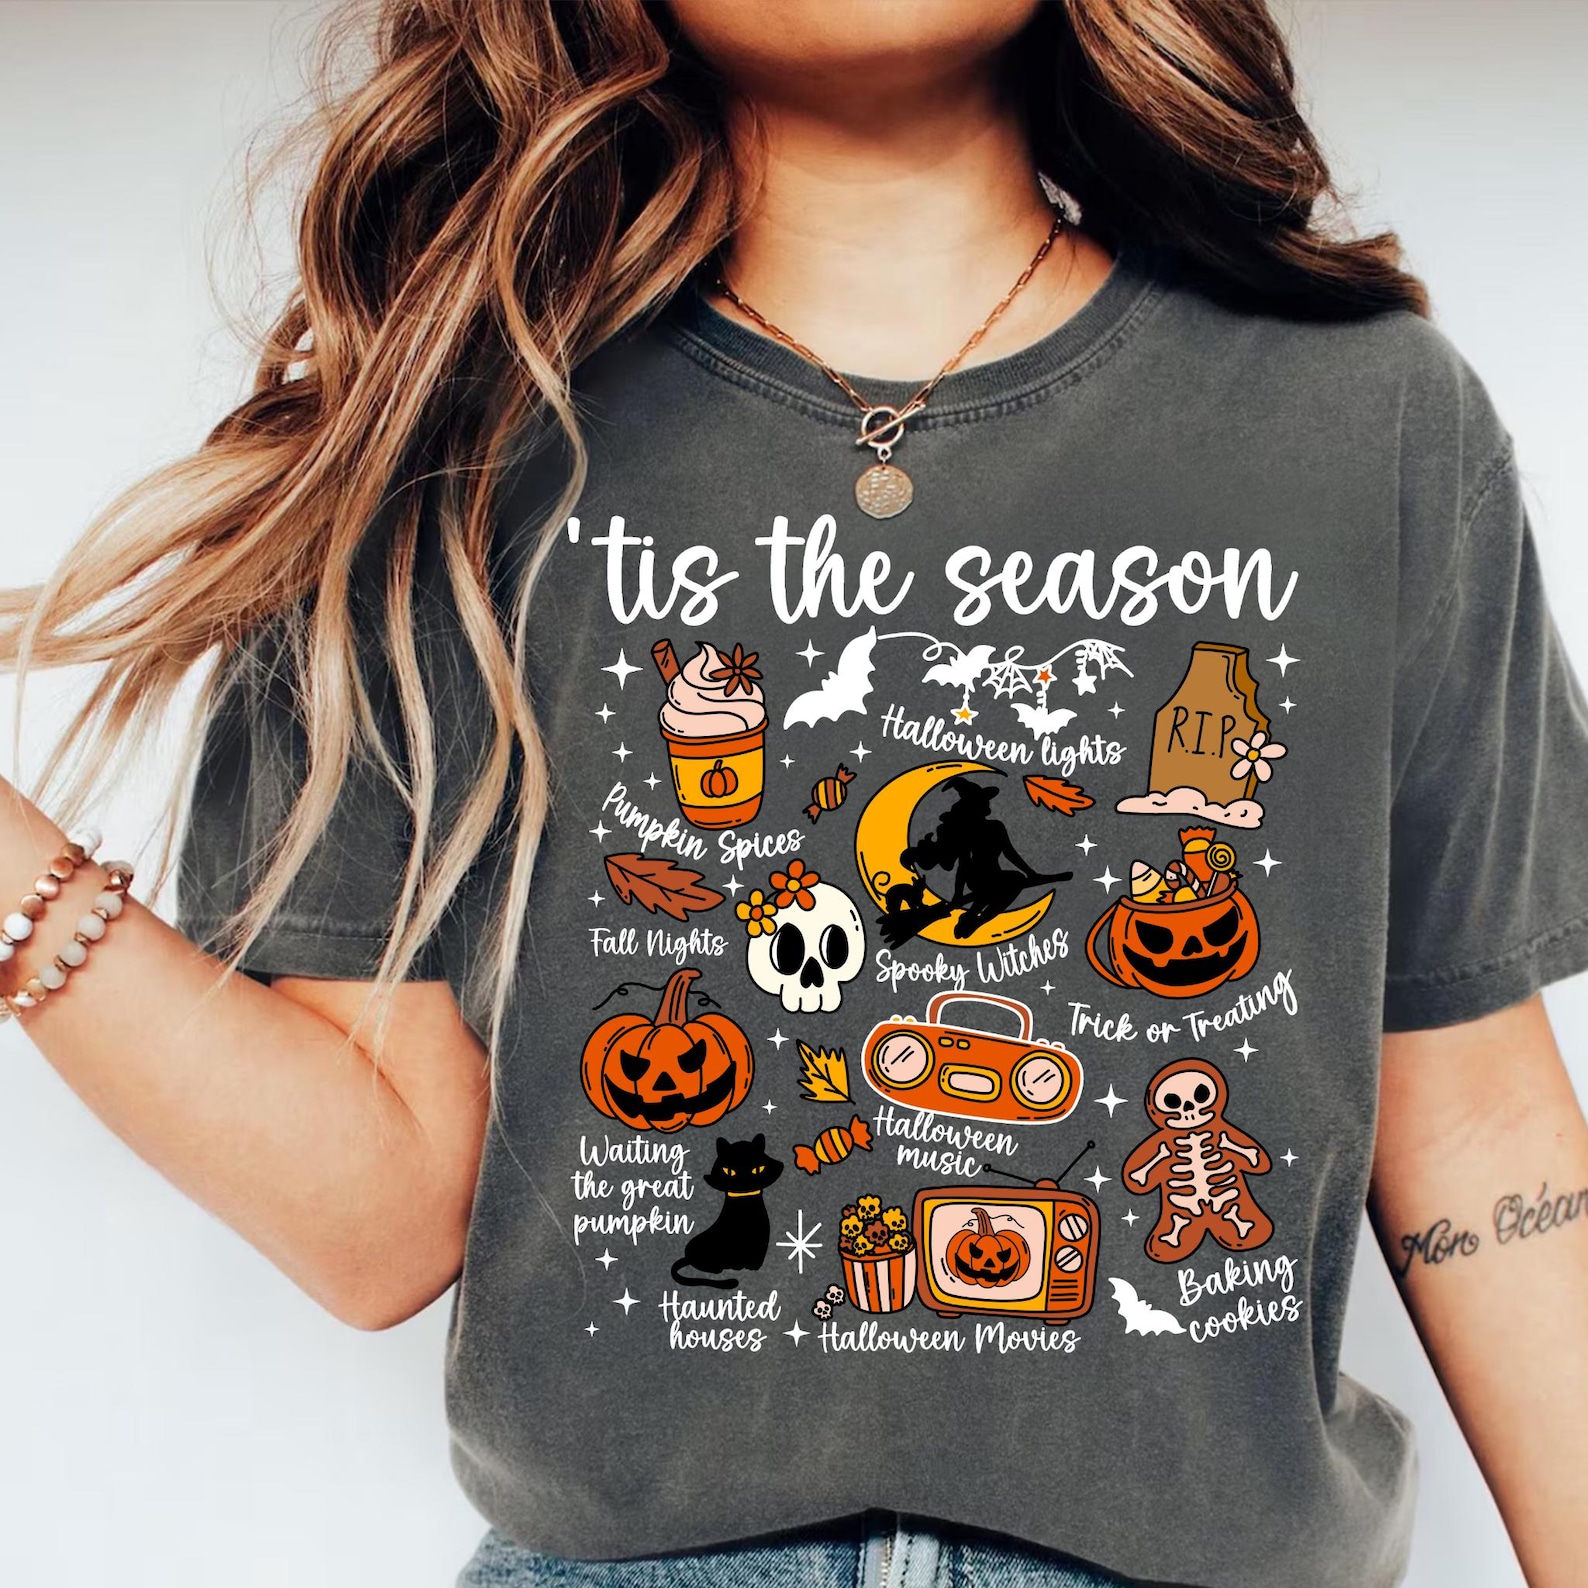 'tis the season
Halloween lights
R.I.P
Pumpkin Spices
Fall Nights
Spooky Witches
Trick or Treating
Waiting
the great
pumpkin
Halloween
music
Haunted
houses
Halloween Movies
Baking
cookies
Mon Océan